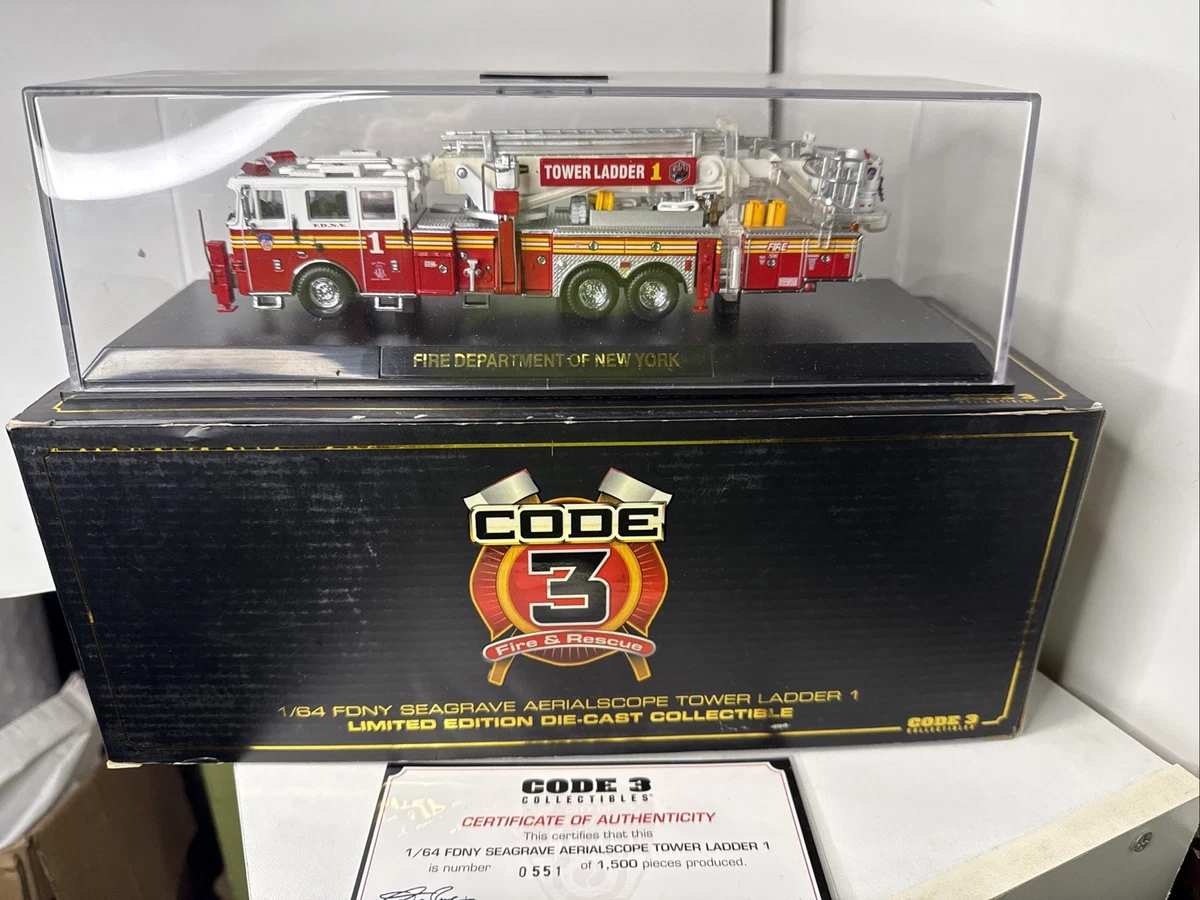 TOWER LADDER 1
F.D.N.Y.
1
FIRE
FIRE DEPARTMENT OF NEW YORK
CODE 3
CODE
3
Fire & Rescue
1/64 FDNY SEAGRAVE AERIALSCOPE TOWER LADDER 1
LIMITED EDITION DIE-CAST COLLECTIBLE
CODE 3
COLLECTIBLES
CODE 3
COLLECTIBLES
CERTIFICATE OF AUTHENTICITY
This certifies that this
1/64 FDNY SEAGRAVE AERIALSCOPE TOWER LADDER 1
is number 0551 of 1,500 pieces produced.